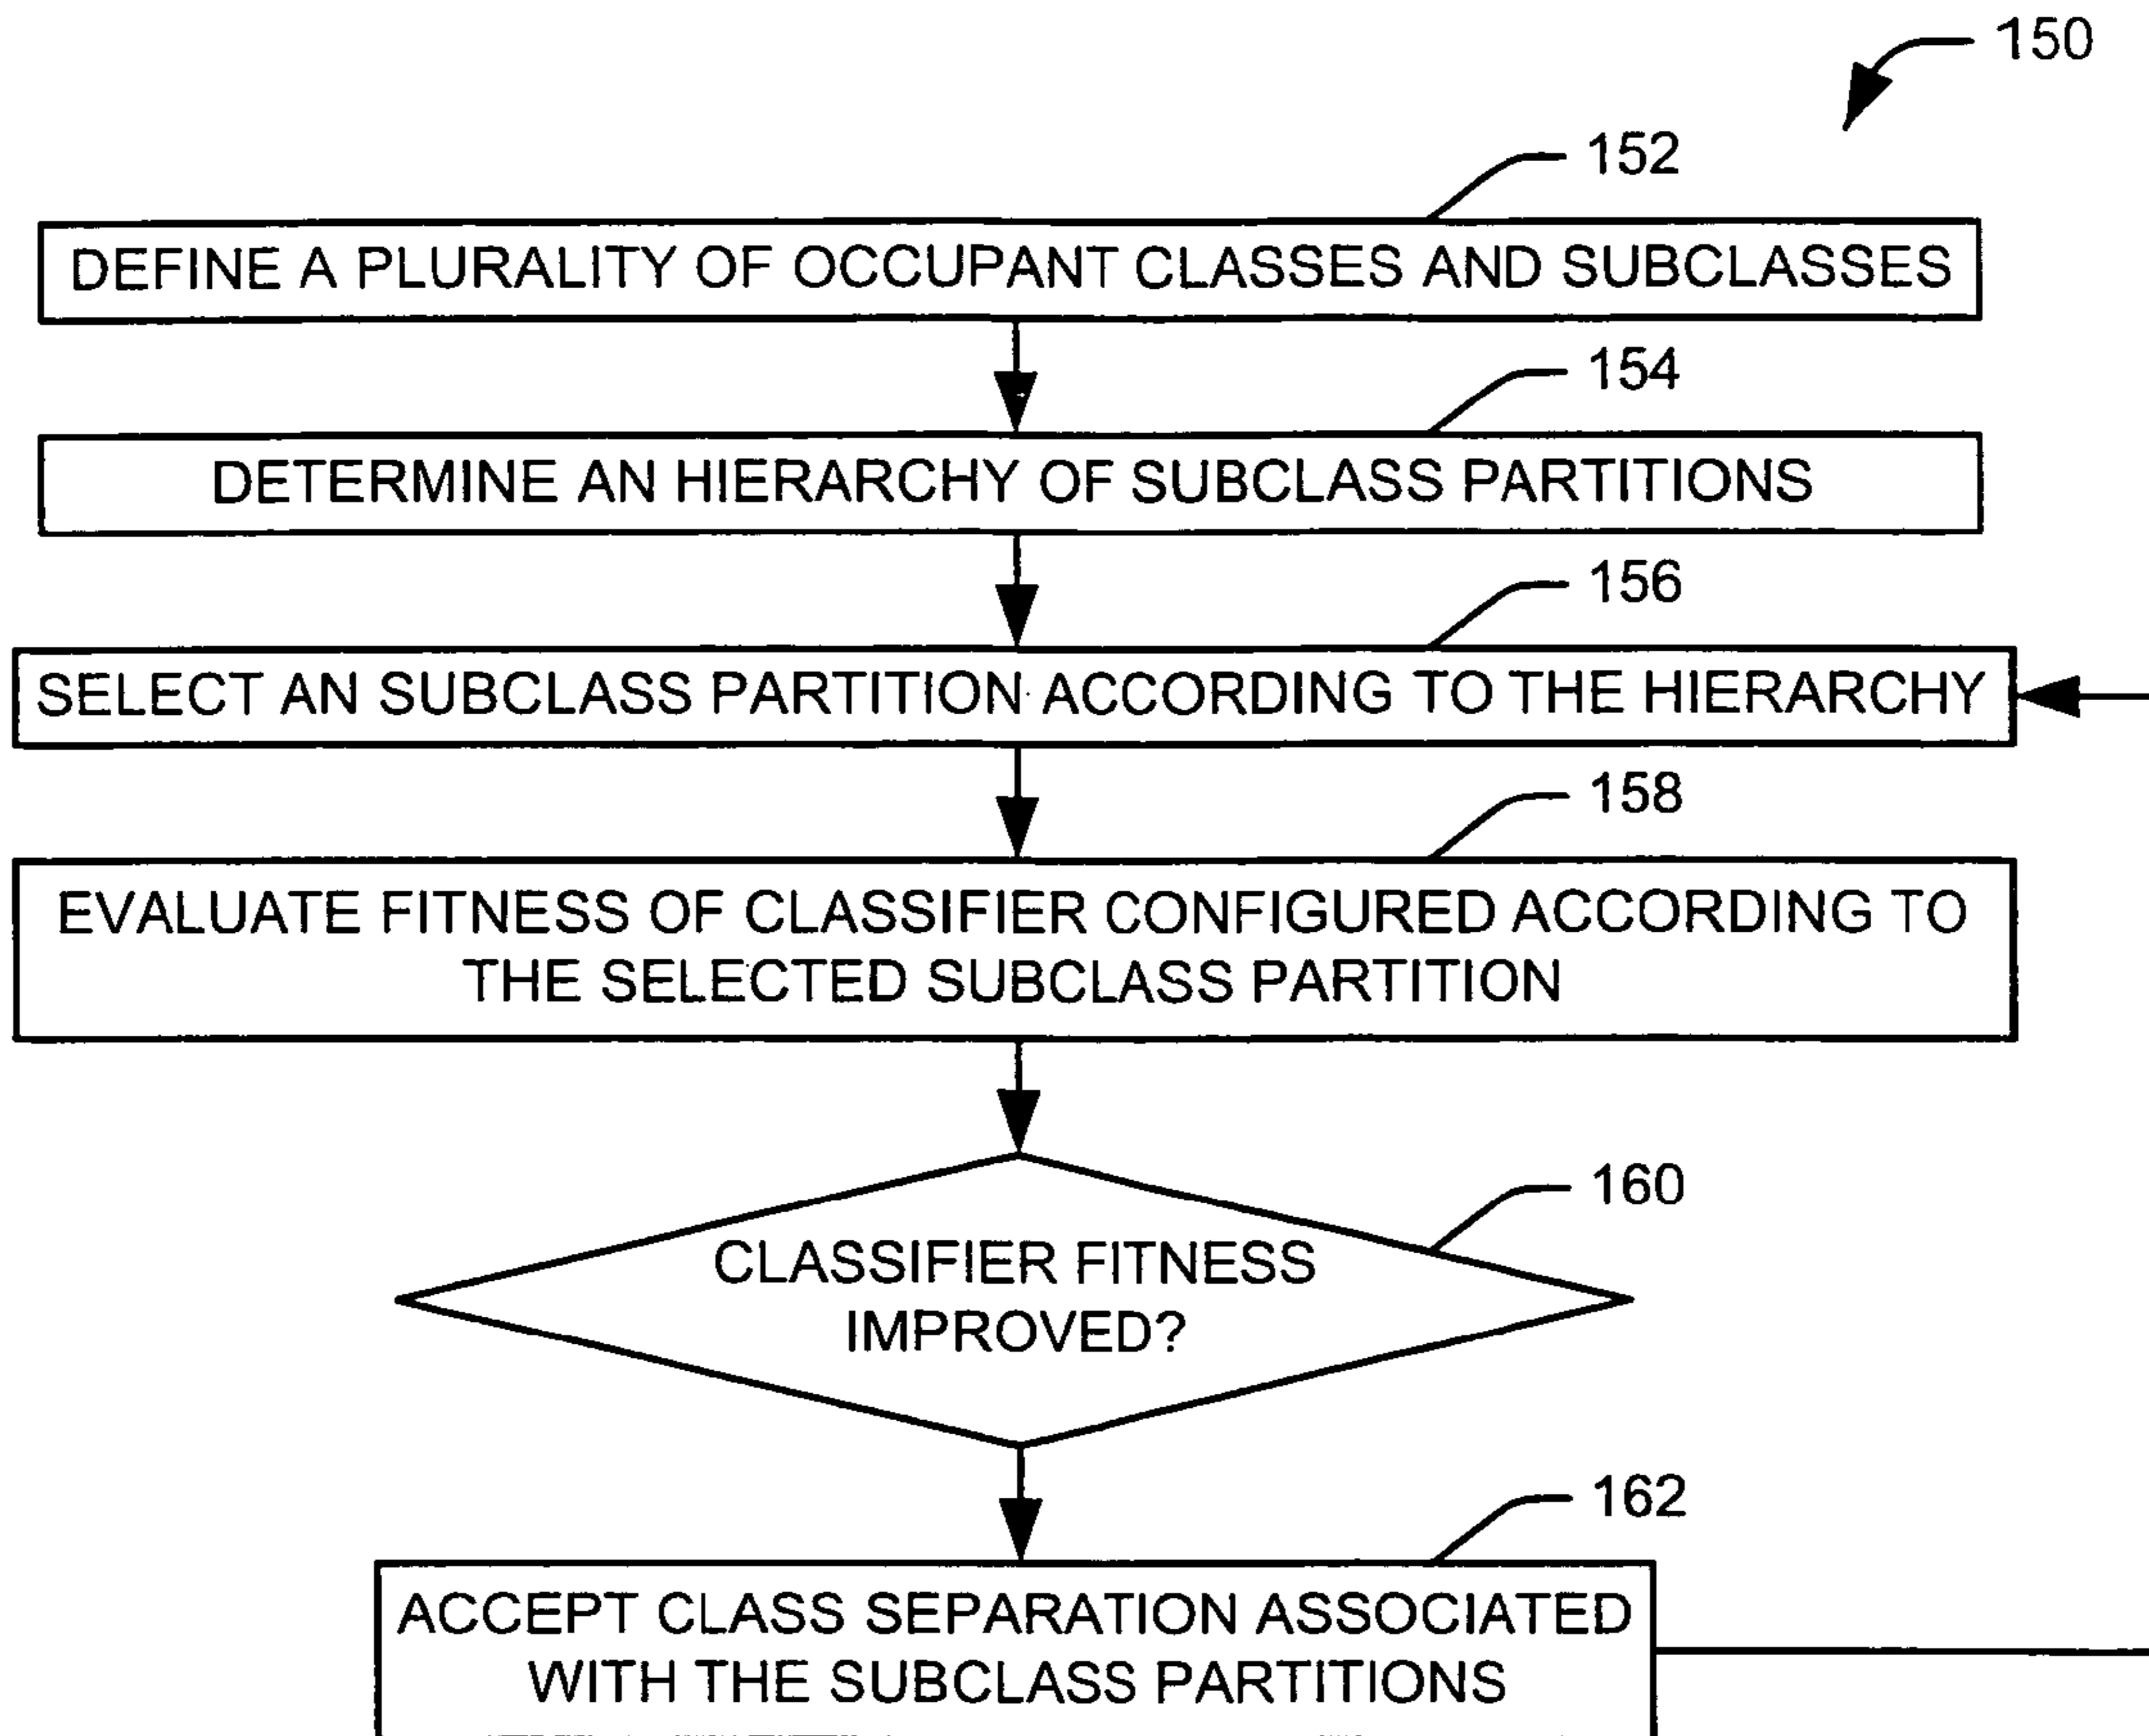 150
152
DEFINE A PLURALITY OF OCCUPANT CLASSES AND SUBCLASSES
154
DETERMINE AN HIERARCHY OF SUBCLASS PARTITIONS
156
SELECT AN SUBCLASS PARTITION ACCORDING TO THE HIERARCHY
158
EVALUATE FITNESS OF CLASSIFIER CONFIGURED ACCORDING TO
THE SELECTED SUBCLASS PARTITION
160
CLASSIFIER FITNESS
IMPROVED?
162
ACCEPT CLASS SEPARATION ASSOCIATED
WITH THE SUBCLASS PARTITIONS